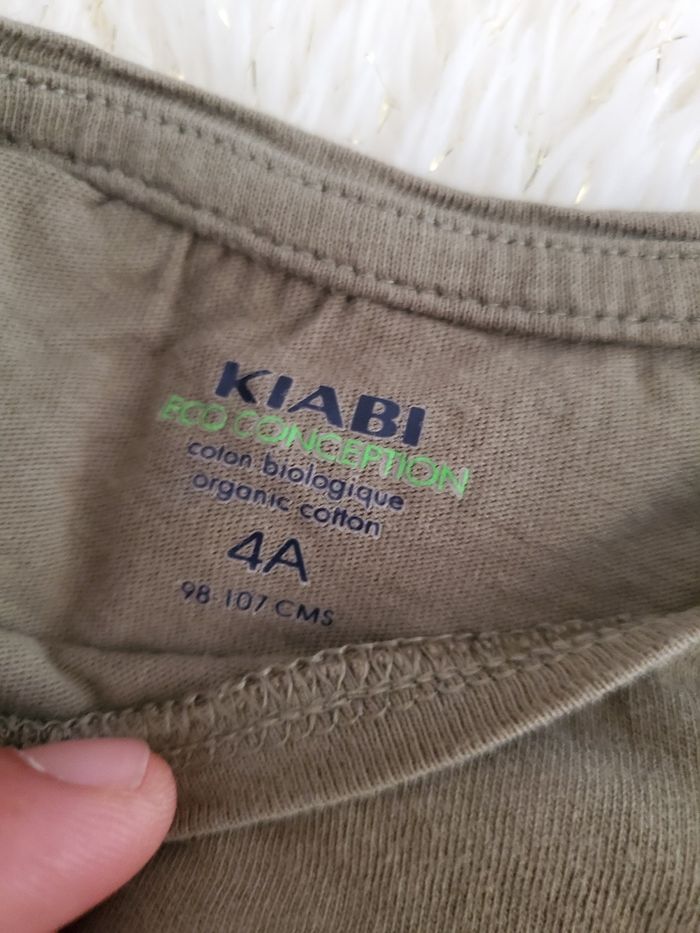 KIABI
ECO CONCEPTION
coton biologique
organic cotton
4A
98-107 CMS